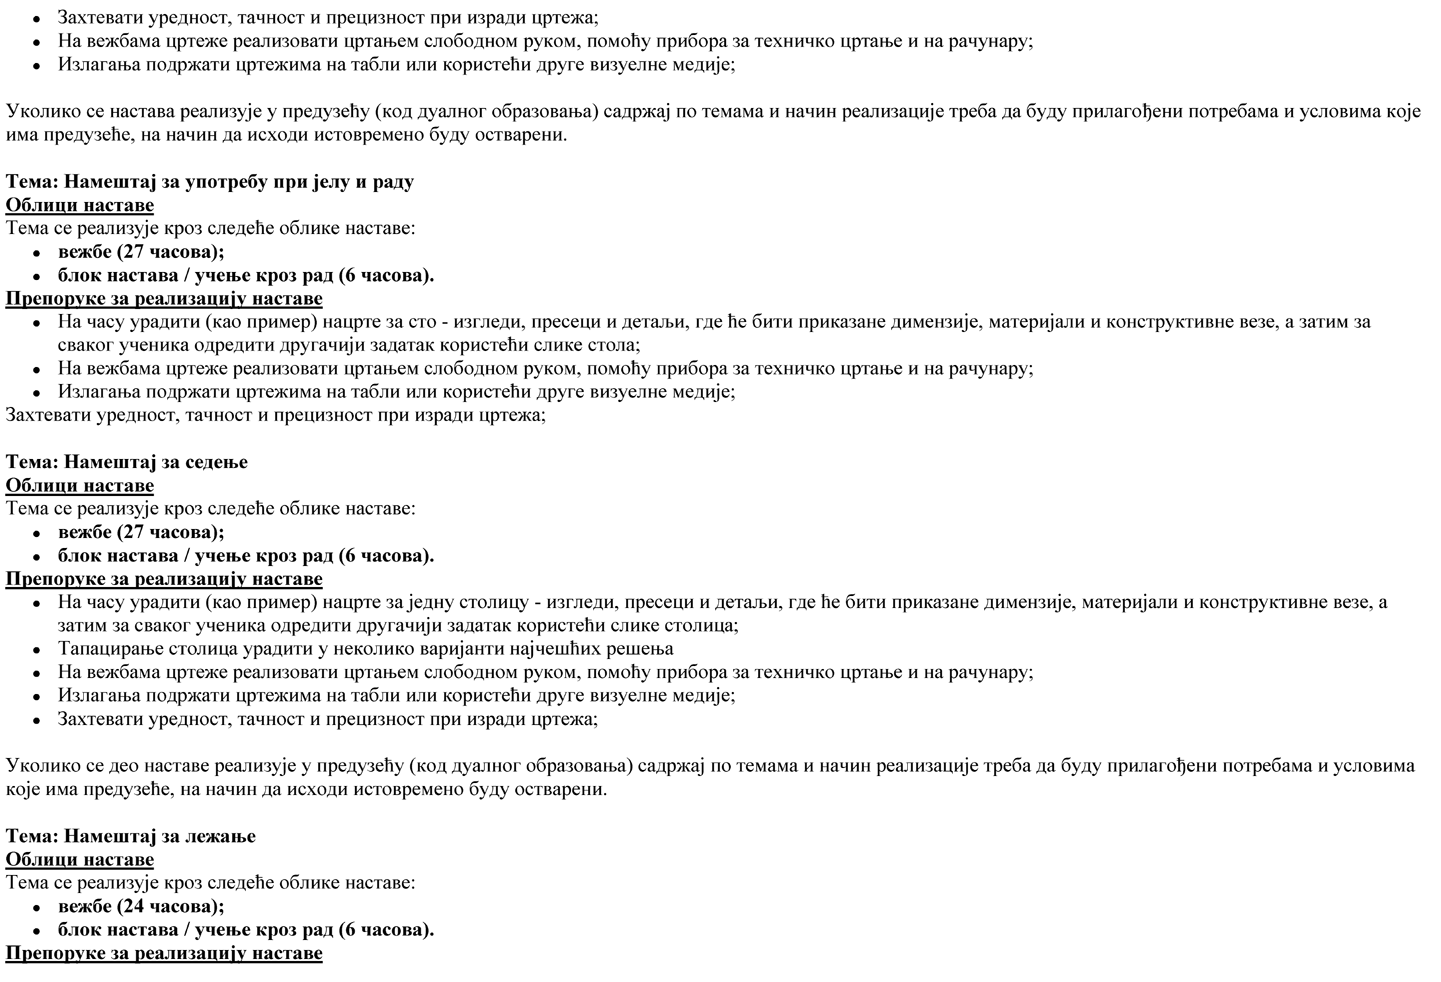 • Захтевати уредност, тачност и прецизност при изради цртежа;
• На вежбама цртеже реализовати цртањем слободном руком, помоћу прибора за техничко цртање и на рачунару;
• Излагања подржати цртежима на табли или користећи друге визуелне медије;
Уколико се настава реализује у предузећу (код дуалног образовања) садржај по темама и начин реализације треба да буду прилагођени потребама и условима које
има предузеће, на начин да исходи истовремено буду остварени.
Тема: Намештај за употребу при јелу и раду
Облици наставе
Тема се реализује кроз следеће облике наставе:
• вежбе (27 часова);
• блок настава / учење кроз рад (6 часова).
Препоруке за реализацију наставе
• На часу урадити (као пример) нацрте за сто - изгледи, пресеци и детаљи, где ће бити приказане димензије, материјали и конструктивне везе, а затим за
сваког ученика одредити другачији задатак користећи слике стола;
• На вежбама цртеже реализовати цртањем слободном руком, помоћу прибора за техничко цртање и на рачунару;
• Излагања подржати цртежима на табли или користећи друге визуелне медије;
Захтевати уредност, тачност и прецизност при изради цртежа;
Тема: Намештај за седење
Облици наставе
Тема се реализује кроз следеће облике наставе:
• вежбе (27 часова);
• блок настава / учење кроз рад (6 часова).
Препоруке за реализацију наставе
• На часу урадити (као пример) нацрте за једну столицу - изгледи, пресеци и детаљи, где ће бити приказане димензије, материјали и конструктивне везе, а
затим за сваког ученика одредити другачији задатак користећи слике столица;
• Тапацирање столица урадити у неколико варијанти најчешћих решења
• На вежбама цртеже реализовати цртањем слободном руком, помоћу прибора за техничко цртање и на рачунару;
• Излагања подржати цртежима на табли или користећи друге визуелне медије;
• Захтевати уредност, тачност и прецизност при изради цртежа;
Уколико се део наставе реализује у предузећу (код дуалног образовања) садржај по темама и начин реализације треба да буду прилагођени потребама и условима
које има предузеће, на начин да исходи истовремено буду остварени.
Тема: Намештај за лежање
Облици наставе
Тема се реализује кроз следеће облике наставе:
• вежбе (24 часова);
• блок настава / учење кроз рад (6 часова).
Препоруке за реализацију наставе